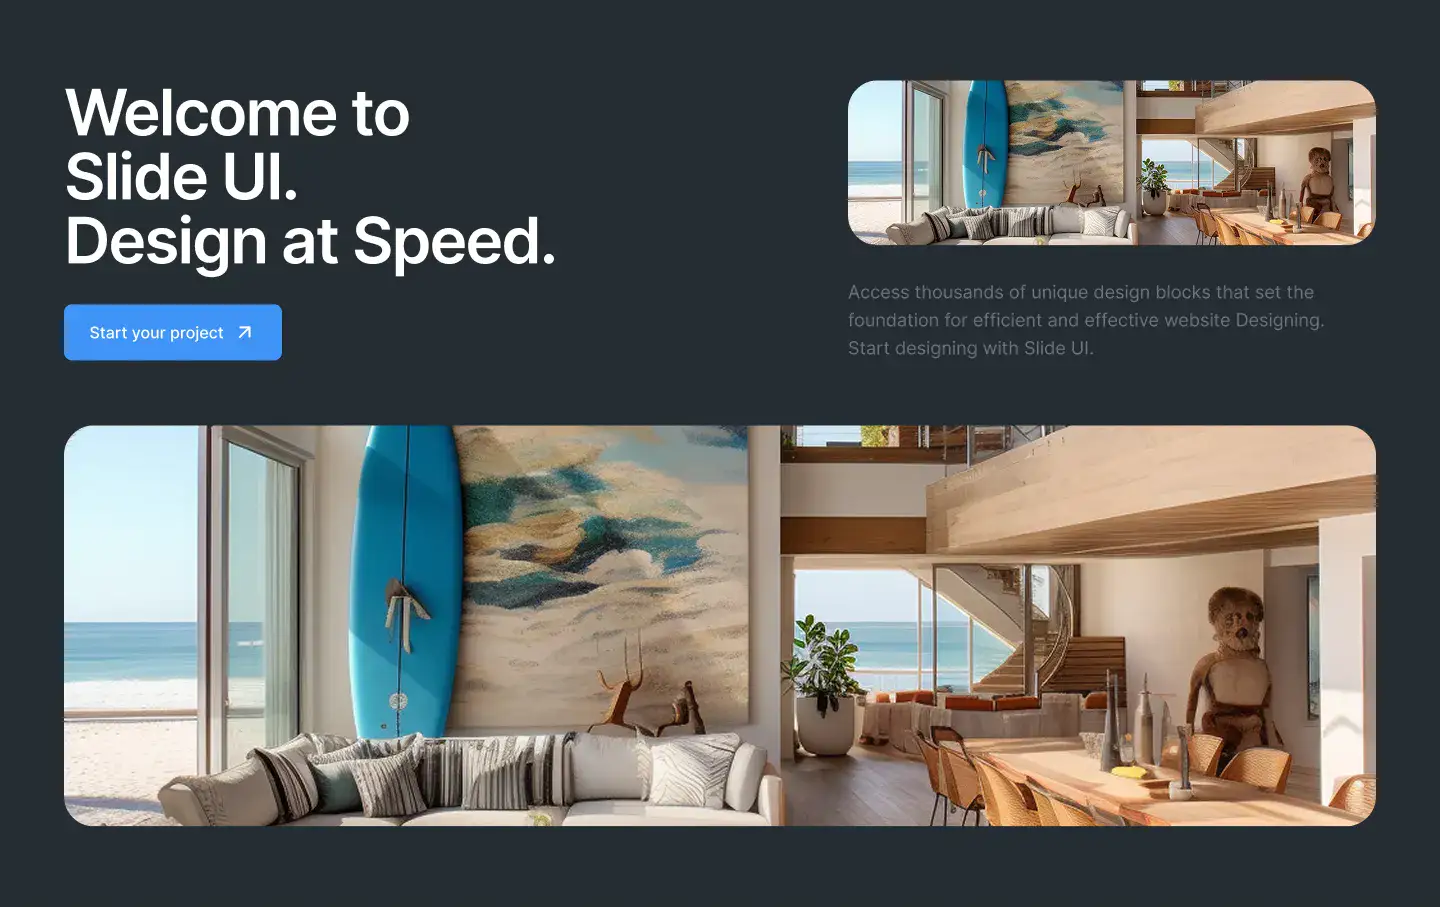 Welcome to
Slide UI.
Design at Speed.
Start your project
Access thousands of unique design blocks that set the
foundation for efficient and effective website Designing.
Start designing with Slide UI.